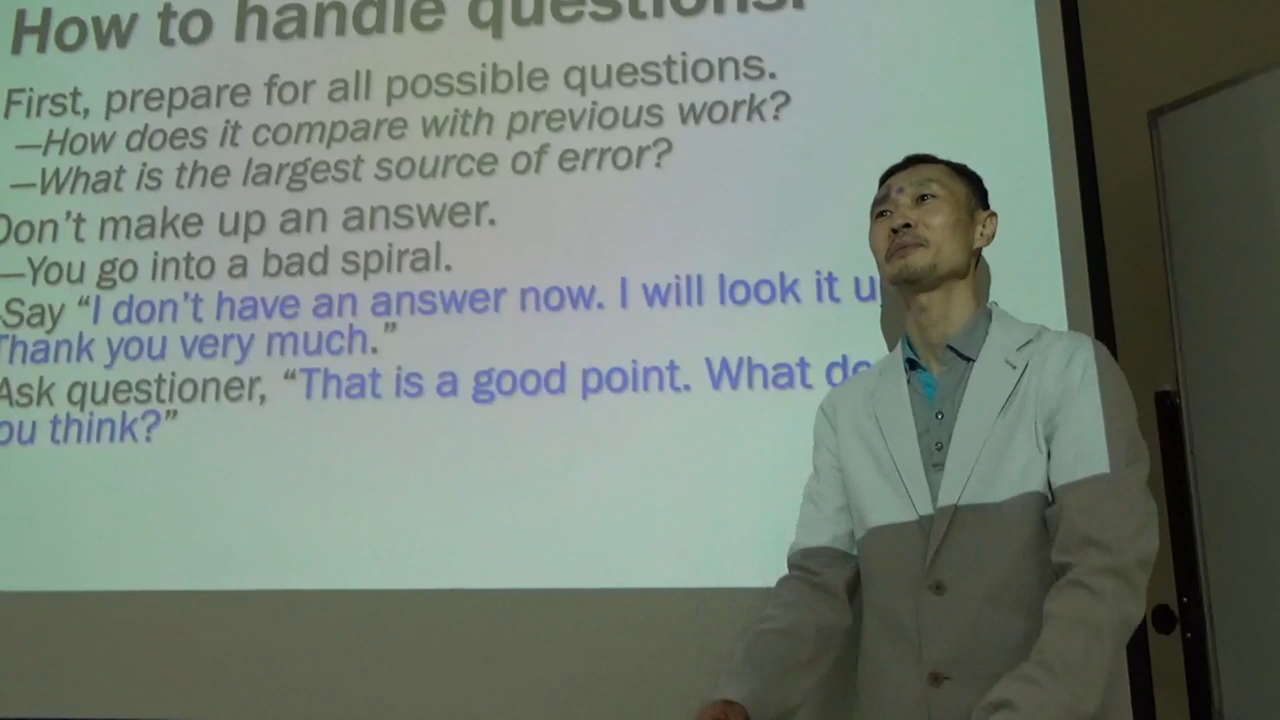 How to handle questions.
First, prepare for all possible questions.
—How does it compare with previous work?
—What is the largest source of error?
Don't make up an answer.
—You go into a bad spiral.
Say “I don't have an answer now. I will look it u
Thank you very much.”
Ask questioner, “That is a good point. What do
ou think?”